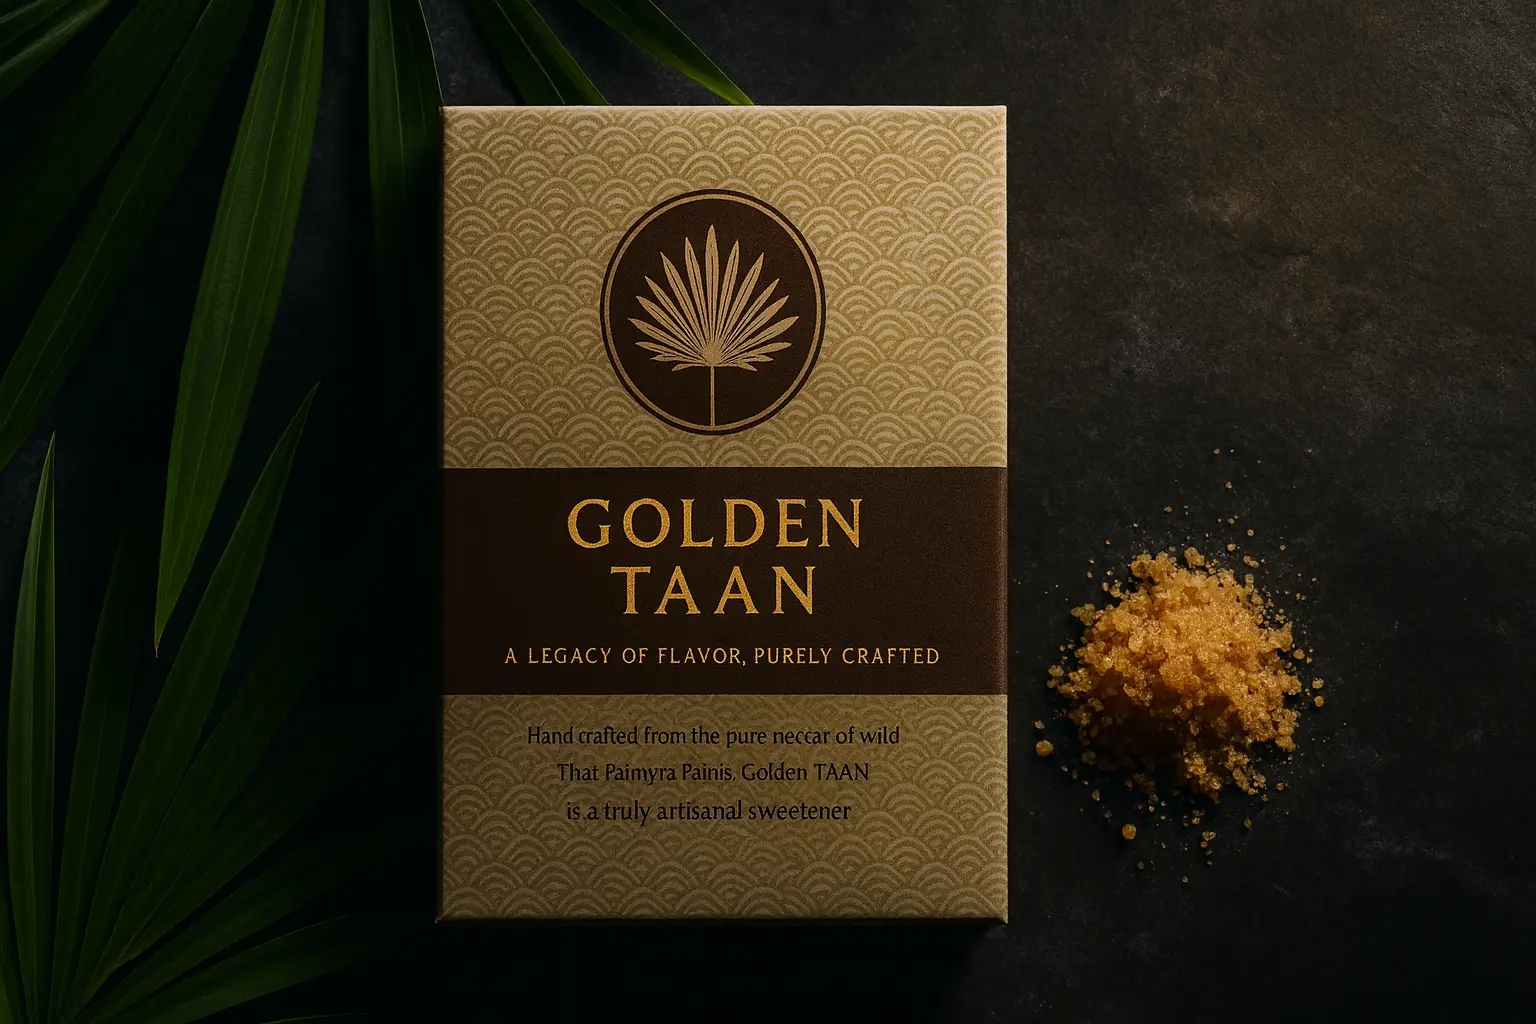 GOLDEN
TAAN
A LEGACY OF FLAVOR, PURELY CRAFTED
Hand crafted from the pure neccar of wild
That Paimyra Painis, Golden TAAN
is a truly artisanal sweetener